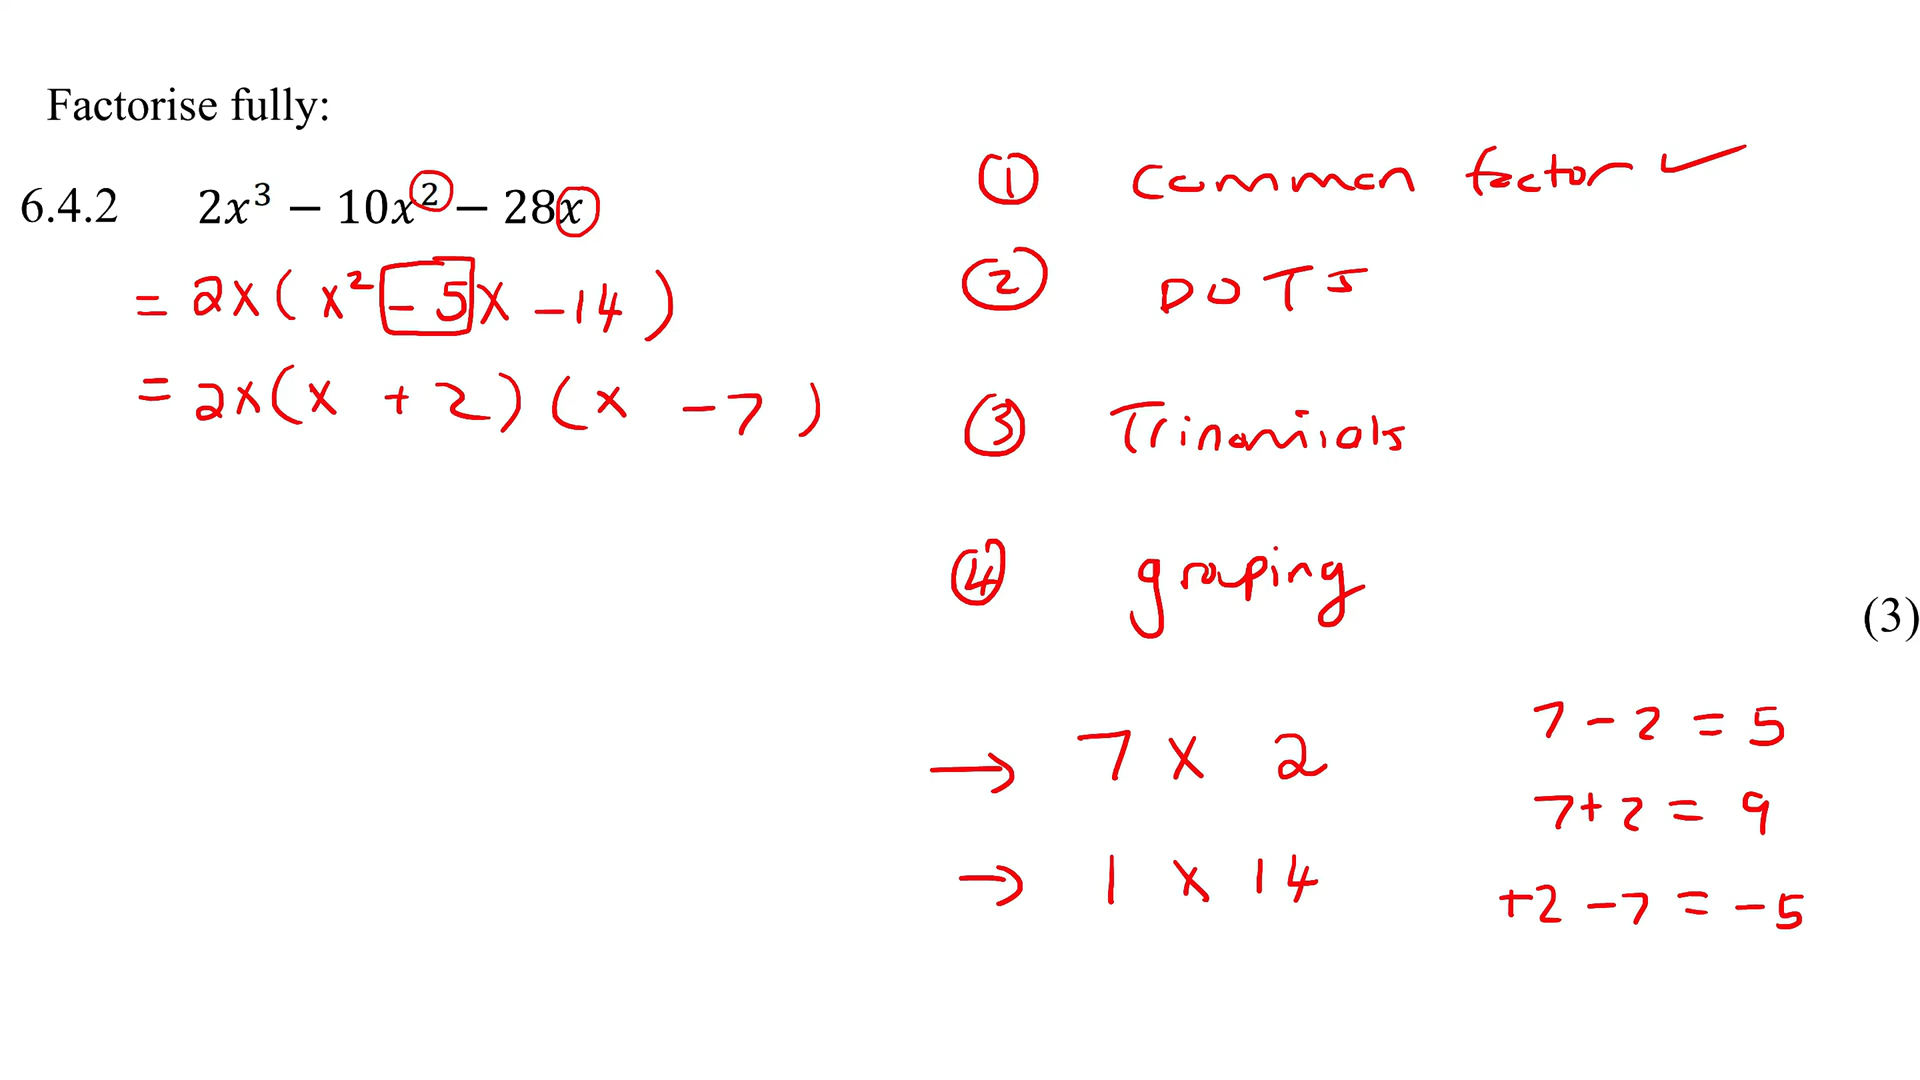 Factorise fully:
6.4.2 2x³ − 10x² − 28x
= 2x(x² − 5x − 14)
= 2x(x + 2)(x − 7)
① Common factor ✓
② DOTS
③ Trinomials
④ grouping
(3)
→ 7 x 2
→ 1 x 14
7 − 2 = 5
7 + 2 = 9
+2 − 7 = −5